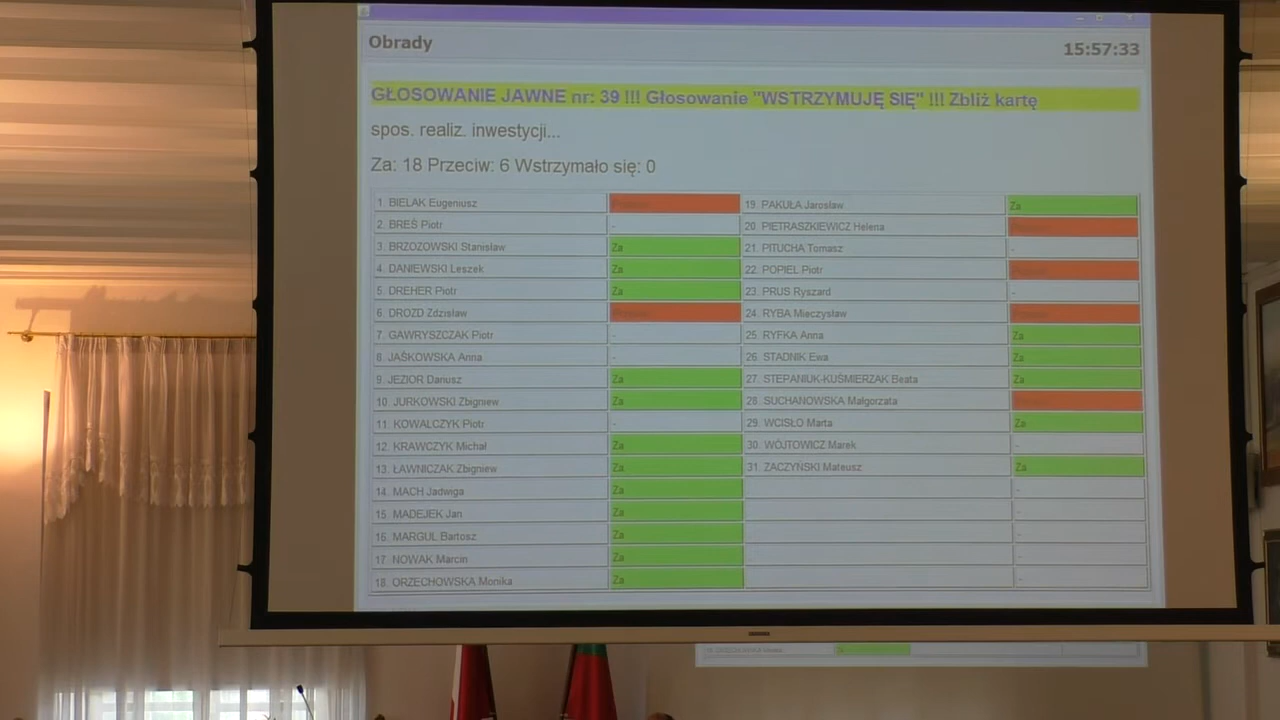 Obrady
15:57:33
GŁOSOWANIE JAWNE nr: 39 !!! Głosowanie "WSTRZYMUJĘ SIĘ" !!! Zbliż kartę
spos. realiz. inwestycji...
Za: 18 Przeciw: 6 Wstrzymało się: 0
1. BIELAK Eugeniusz
2. BREŚ Piotr -
3. BRZOZOWSKI Stanisław Za
4. DANIEWSKI Leszek Za
5. DREHER Piotr Za
6. DROZD Zdzisław
7. GAWRYSZCZAK Piotr -
8. JAŚKOWSKA Anna -
9. JEZIOR Dariusz Za
10. JURKOWSKI Zbigniew Za
11. KOWALCZYK Piotr -
12. KRAWCZYK Michał Za
13. ŁAWNICZAK Zbigniew Za
14. MACH Jadwiga Za
15. MADEJEK Jan Za
16. MARGUL Bartosz Za
17. NOWAK Marcin Za
18. ORZECHOWSKA Monika Za
19. PAKUŁA Jarosław Za
20. PIETRASZKIEWICZ Helena
21. PITUCHA Tomasz -
22. POPIEL Piotr
23. PRUS Ryszard -
24. RYBA Mieczysław
25. RYFKA Anna Za
26. STADNIK Ewa Za
27. STEPANIUK-KUŚMIERZAK Beata Za
28. SUCHANOWSKA Małgorzata
29. WCISŁO Marta Za
30. WÓJTOWICZ Marek -
31. ZACZYŃSKI Mateusz Za
-
-
-
-
-